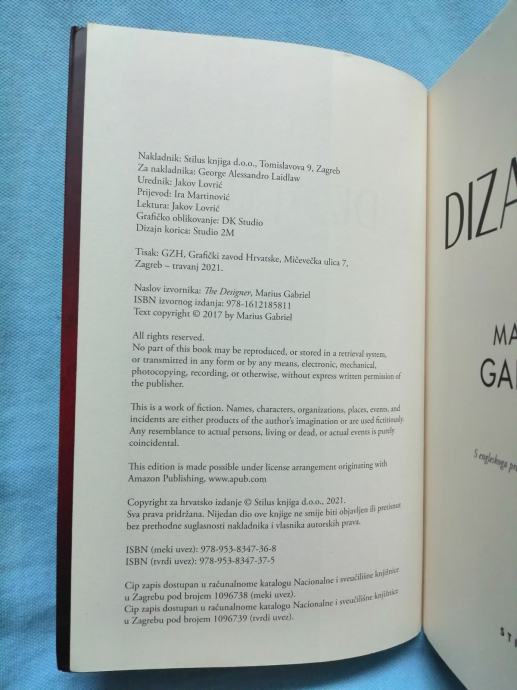 Nakladnik: Stilus knjiga d.o.o., Tomislavova 9, Zagreb
Za nakladnika: George Alessandro Laidlaw
Urednik: Jakov Lovrić
Prijevod: Ira Martinović
Lektura: Jakov Lovrić
Grafičko oblikovanje: DK Studio
Dizajn korica: Studio 2M
Tisak: GZH, Grafički zavod Hrvatske, Mičevečka ulica 7,
Zagreb – travanj 2021.
Naslov izvornika: The Designer, Marius Gabriel
ISBN izvornog izdanja: 978-1612185811
Text copyright © 2017 by Marius Gabriel
All rights reserved.
No part of this book may be reproduced, or stored in a retrieval system,
or transmitted in any form or by any means, electronic, mechanical,
photocopying, recording, or otherwise, without express written permission of
the publisher.
This is a work of fiction. Names, characters, organizations, places, events, and
incidents are either products of the author's imagination or are used fictitiously.
Any resemblance to actual persons, living or dead, or actual events is purely
coincidental.
This edition is made possible under license arrangement originating with
Amazon Publishing, www.apub.com
Copyright za hrvatsko izdanje © Stilus knjiga d.o.o., 2021.
Sva prava pridržana. Nijedan dio ove knjige ne smije biti objavljen ili pretisnut
bez prethodne suglasnosti nakladnika i vlasnika autorskih prava.
ISBN (meki uvez): 978-953-8347-36-8
ISBN (tvrdi uvez): 978-953-8347-37-5
Cip zapis dostupan u računalnome katalogu Nacionalne i sveučilišne knjižnice
u Zagrebu pod brojem 1096738 (meki uvez).
Cip zapis dostupan u računalnome katalogu Nacionalne i sveučilišne knjižnice
u Zagrebu pod brojem 1096739 (tvrdi uvez).
DIZA
MA
GA
S engleskoga
S T